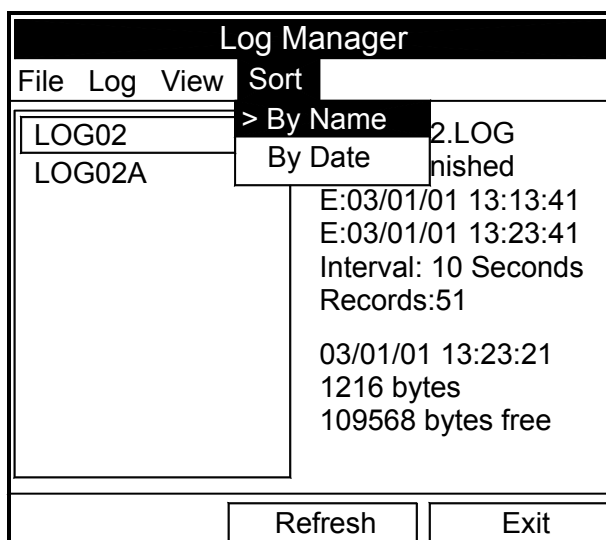 Log Manager
File Log View Sort
> By Name
By Date
LOG02
LOG02A
2.LOG
nished
E:03/01/01 13:13:41
E:03/01/01 13:23:41
Interval: 10 Seconds
Records:51
03/01/01 13:23:21
1216 bytes
109568 bytes free
Refresh Exit